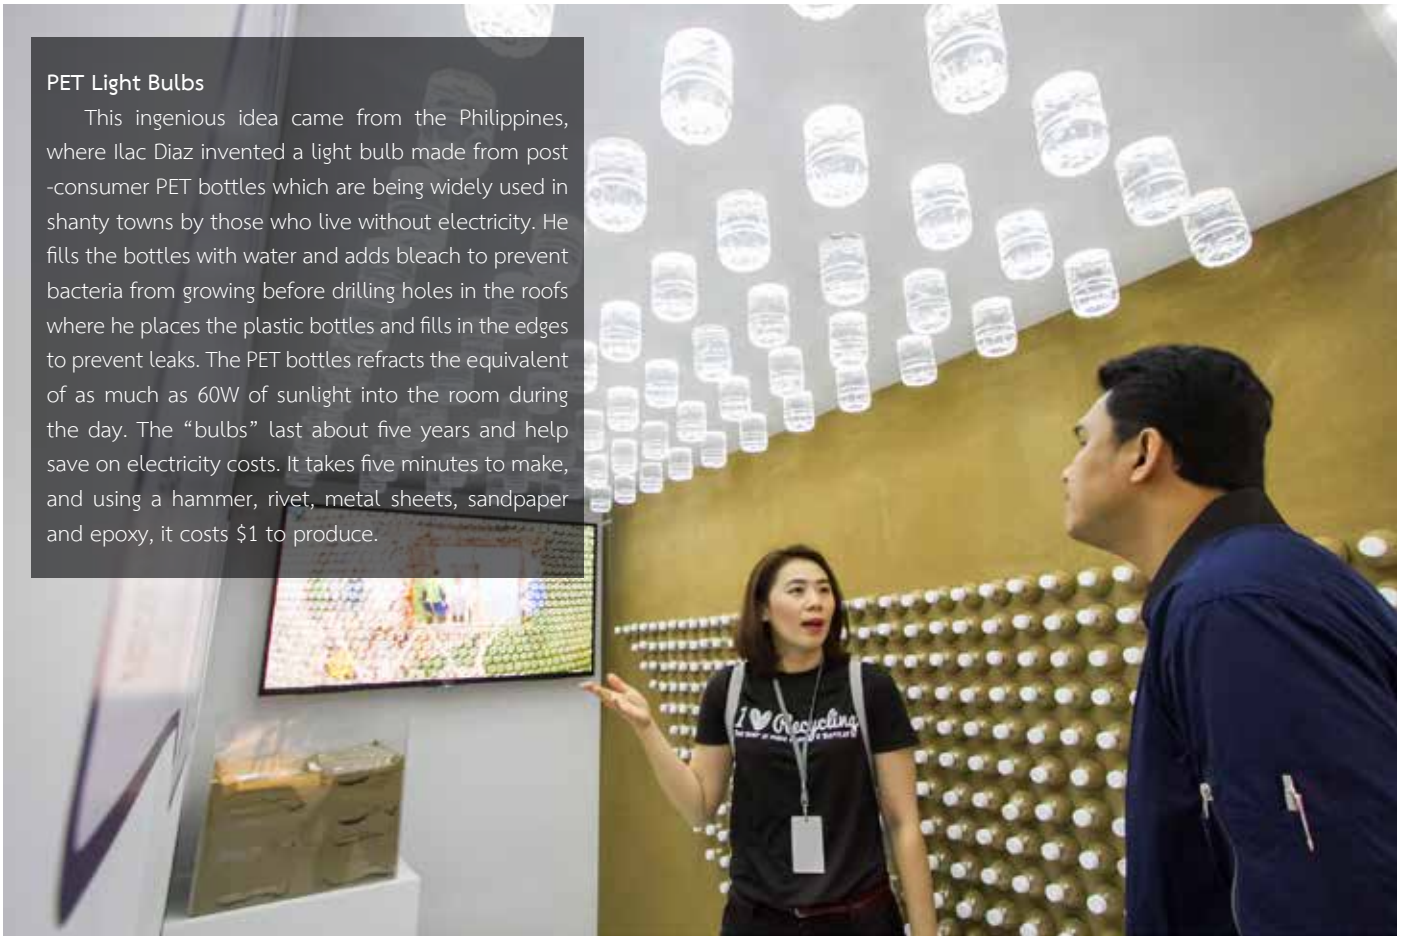 PET Light Bulbs
This ingenious idea came from the Philippines,
where Ilac Diaz invented a light bulb made from post
-consumer PET bottles which are being widely used in
shanty towns by those who live without electricity. He
fills the bottles with water and adds bleach to prevent
bacteria from growing before drilling holes in the roofs
where he places the plastic bottles and fills in the edges
to prevent leaks. The PET bottles refracts the equivalent
of as much as 60W of sunlight into the room during
the day. The “bulbs” last about five years and help
save on electricity costs. It takes five minutes to make,
and using a hammer, rivet, metal sheets, sandpaper
and epoxy, it costs $1 to produce.
I Recycling